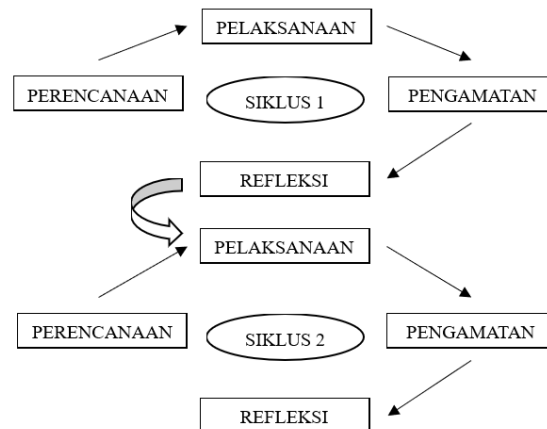 PELAKSANAAN
PERENCANAAN
SIKLUS 1
PENGAMATAN
REFLEKSI
PELAKSANAAN
PERENCANAAN
SIKLUS 2
PENGAMATAN
REFLEKSI